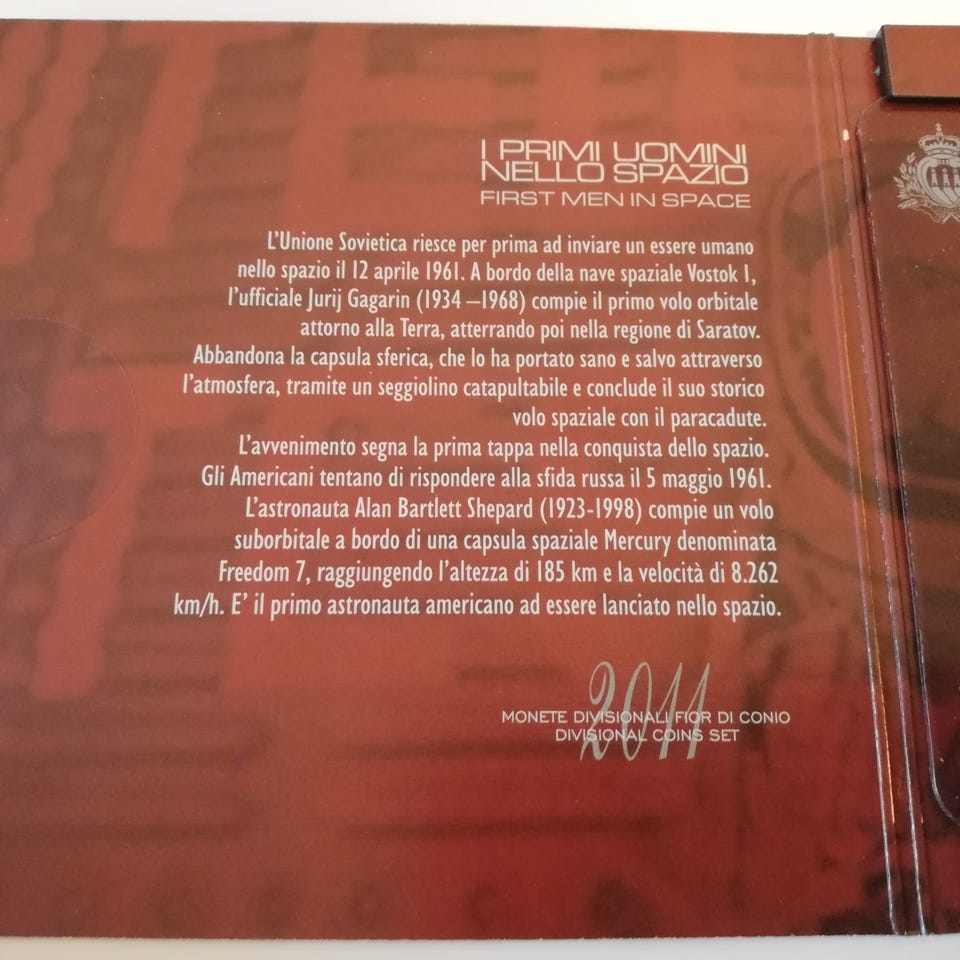 I PRIMI UOMINI
NELLO SPAZIO
FIRST MEN IN SPACE
L'Unione Sovietica riesce per prima ad inviare un essere umano
nello spazio il 12 aprile 1961. A bordo della nave spaziale Vostok 1,
l'ufficiale Jurij Gagarin (1934 –1968) compie il primo volo orbitale
attorno alla Terra, atterrando poi nella regione di Saratov.
Abbandona la capsula sferica, che lo ha portato sano e salvo attraverso
l'atmosfera, tramite un seggiolino catapultabile e conclude il suo storico
volo spaziale con il paracadute.
L'avvenimento segna la prima tappa nella conquista dello spazio.
Gli Americani tentano di rispondere alla sfida russa il 5 maggio 1961.
L'astronauta Alan Bartlett Shepard (1923-1998) compie un volo
suborbitale a bordo di una capsula spaziale Mercury denominata
Freedom 7, raggiungendo l'altezza di 185 km e la velocità di 8.262
km/h. E' il primo astronauta americano ad essere lanciato nello spazio.
2011
MONETE DIVISIONALI FIOR DI CONIO
DIVISIONAL COINS SET